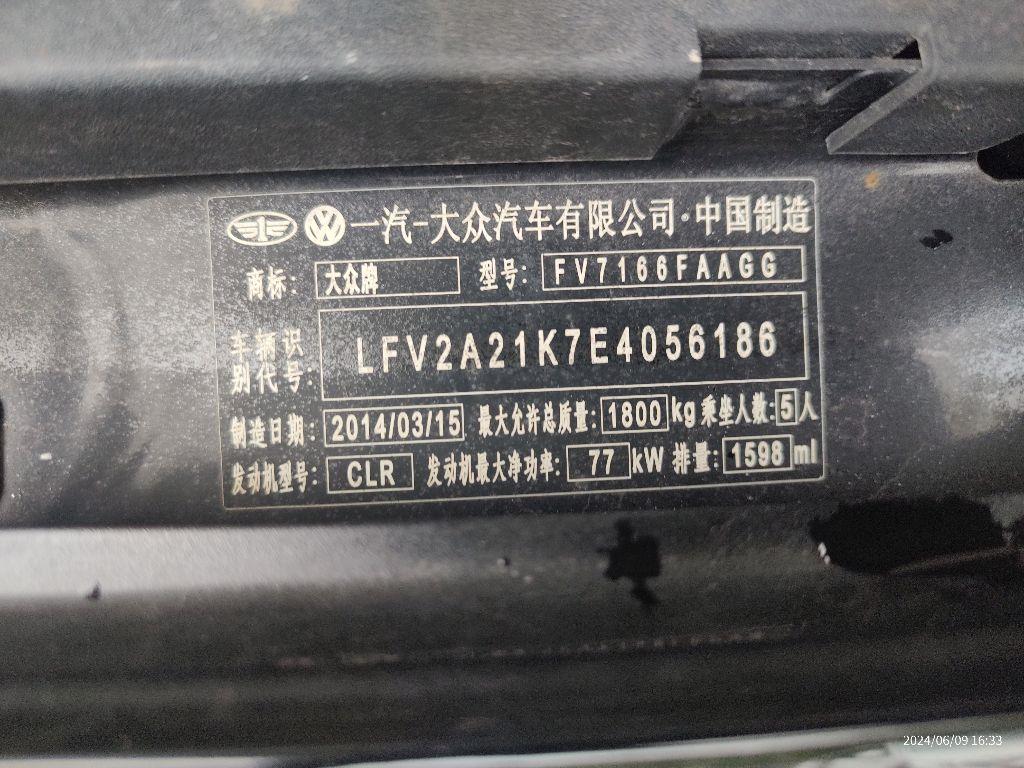 一汽-大众汽车有限公司·中国制造
商标: 大众牌 型号: FV7166FAAGG
车辆识别代号: LFV2A21K7E4056186
制造日期: 2014/03/15 最大允许总质量: 1800 kg 乘坐人数: 5 人
发动机型号: CLR 发动机最大净功率: 77 kW 排量: 1598 ml
2024/06/09 16:33